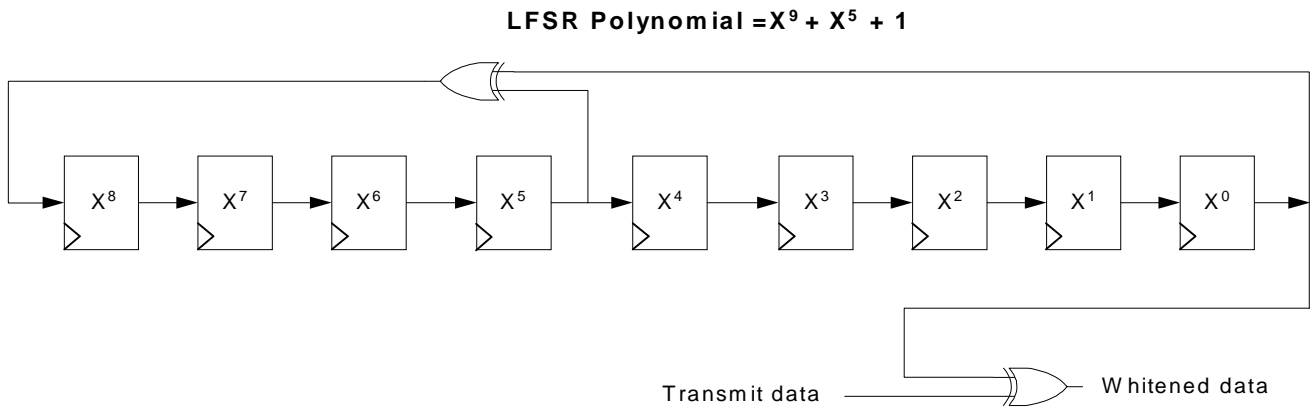 LFSR Polynomial =X⁹ + X⁵ + 1
X⁸ X⁷ X⁶ X⁵ X⁴ X³ X² X¹ X⁰
Transmit data
Whitened data